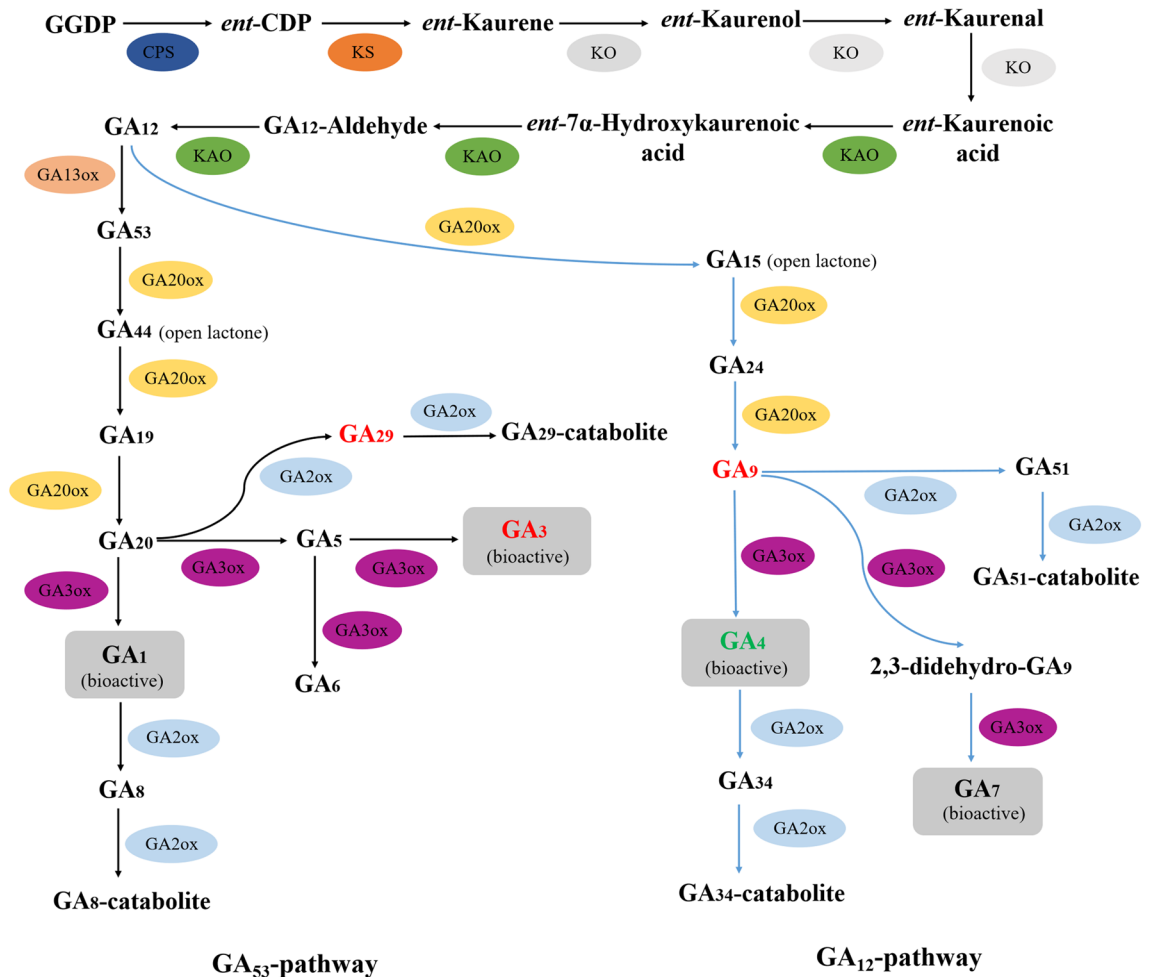 GGDP
ent-CDP
ent-Kaurene
ent-Kaurenol
ent-Kaurenal
CPS
KS
KO
KO
KO
GA12
GA12-Aldehyde
ent-7α-Hydroxykaurenoic
acid
ent-Kaurenoic
acid
KAO
KAO
KAO
GA13ox
GA20ox
GA53
GA15 (open lactone)
GA20ox
GA20ox
GA44 (open lactone)
GA24
GA20ox
GA20ox
GA19
GA29
GA2ox
GA29-catabolite
GA20ox
GA2ox
GA9
GA2ox
GA51
GA2ox
GA20
GA5
GA3
(bioactive)
GA3ox
GA3ox
GA3ox
GA3ox
GA3ox
GA51-catabolite
GA3ox
GA1
(bioactive)
GA6
GA4
(bioactive)
2,3-didehydro-GA9
GA2ox
GA2ox
GA3ox
GA8
GA34
GA7
(bioactive)
GA2ox
GA2ox
GA8-catabolite
GA34-catabolite
GA53-pathway
GA12-pathway